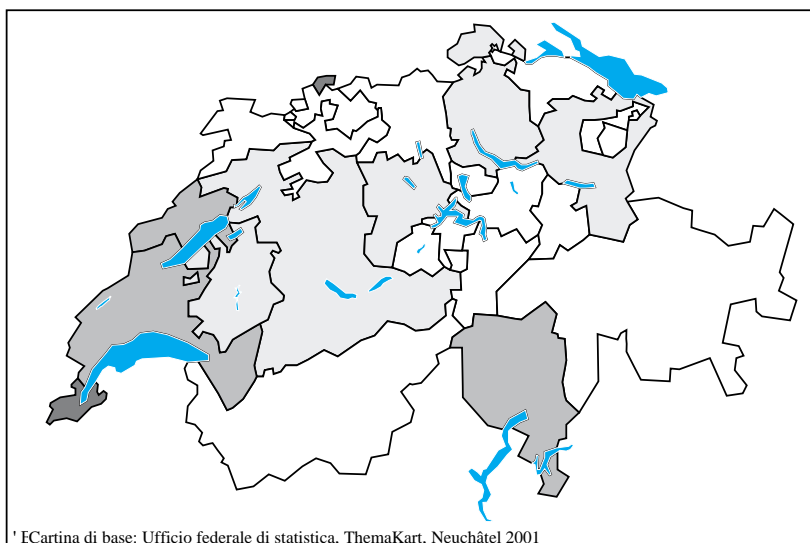 ' ECartina di base: Ufficio federale di statistica, ThemaKart, Neuchâtel 2001